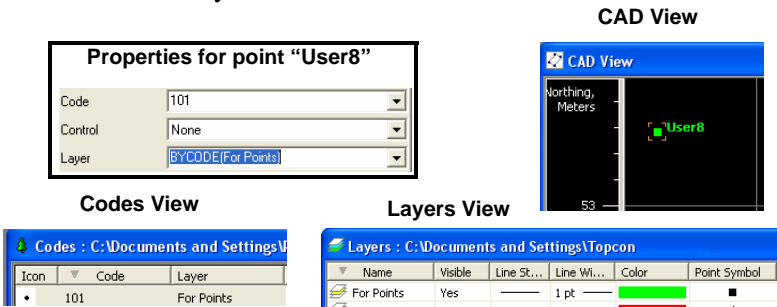 CAD View
Properties for point “User8”
Code 101
Control None
Layer BYCODE(For Points)
CAD View
Northing,
Meters
User8
53
Codes View
Layers View
Codes : C:\Documents and Settings\
Icon Code Layer
101 For Points
Layers : C:\Documents and Settings\Topcon
Name Visible Line St... Line Wi... Color Point Symbol
For Points Yes 1 pt